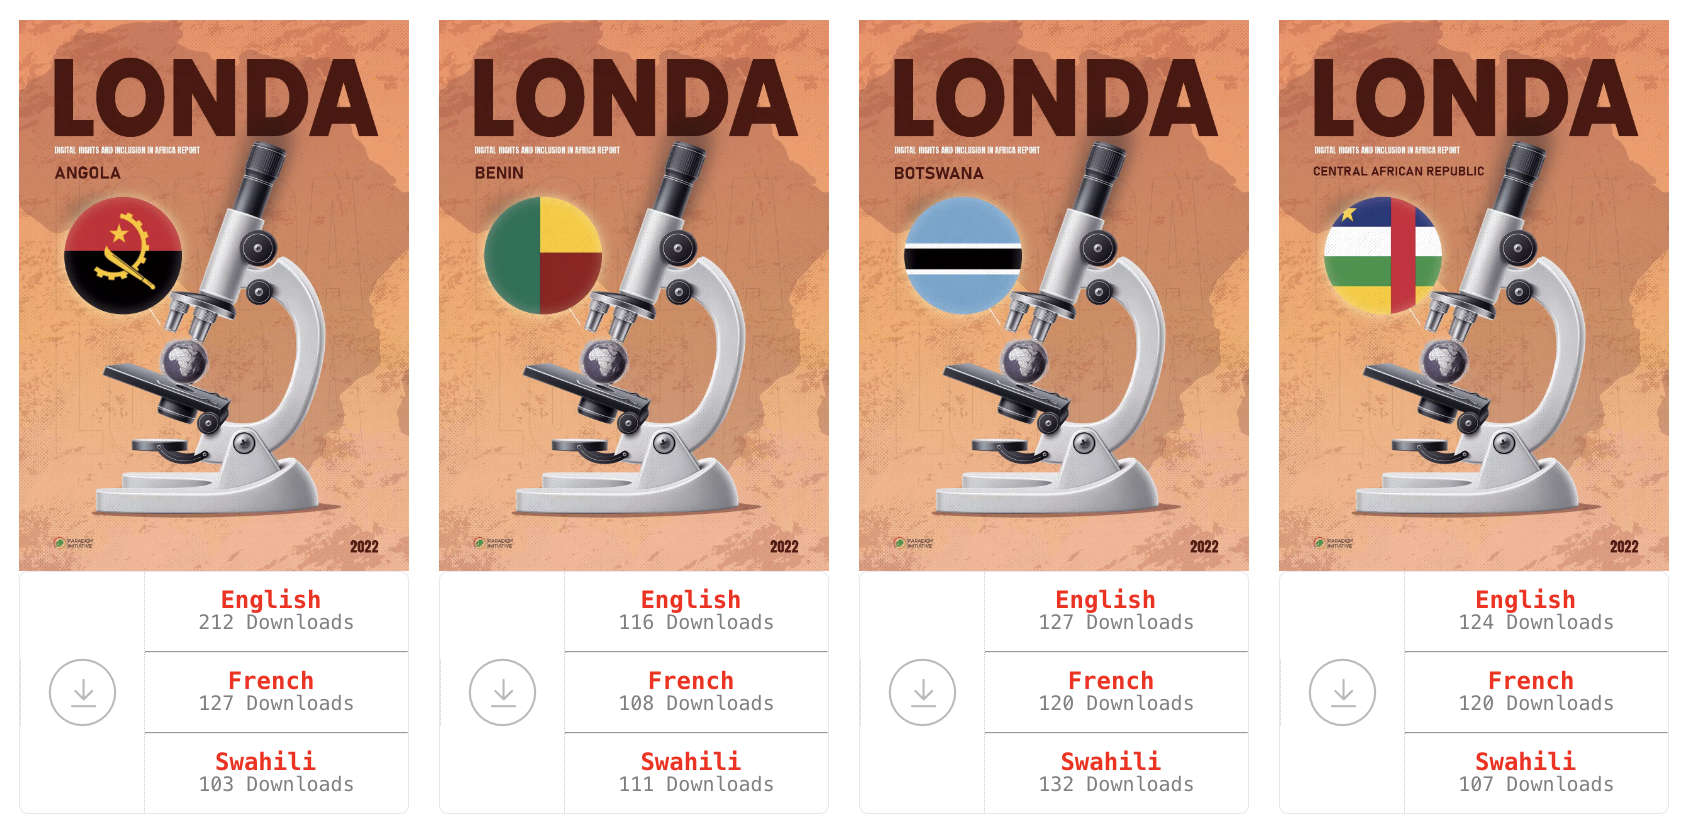 LONDA
DIGITAL RIGHTS AND INCLUSION IN AFRICA REPORT
ANGOLA
PARADIGM
INITIATIVE
2022
English
212 Downloads
French
127 Downloads
Swahili
103 Downloads
LONDA
DIGITAL RIGHTS AND INCLUSION IN AFRICA REPORT
BENIN
PARADIGM
INITIATIVE
2022
English
116 Downloads
French
108 Downloads
Swahili
111 Downloads
LONDA
DIGITAL RIGHTS AND INCLUSION IN AFRICA REPORT
BOTSWANA
PARADIGM
INITIATIVE
2022
English
127 Downloads
French
120 Downloads
Swahili
132 Downloads
LONDA
DIGITAL RIGHTS AND INCLUSION IN AFRICA REPORT
CENTRAL AFRICAN REPUBLIC
PARADIGM
INITIATIVE
2022
English
124 Downloads
French
120 Downloads
Swahili
107 Downloads